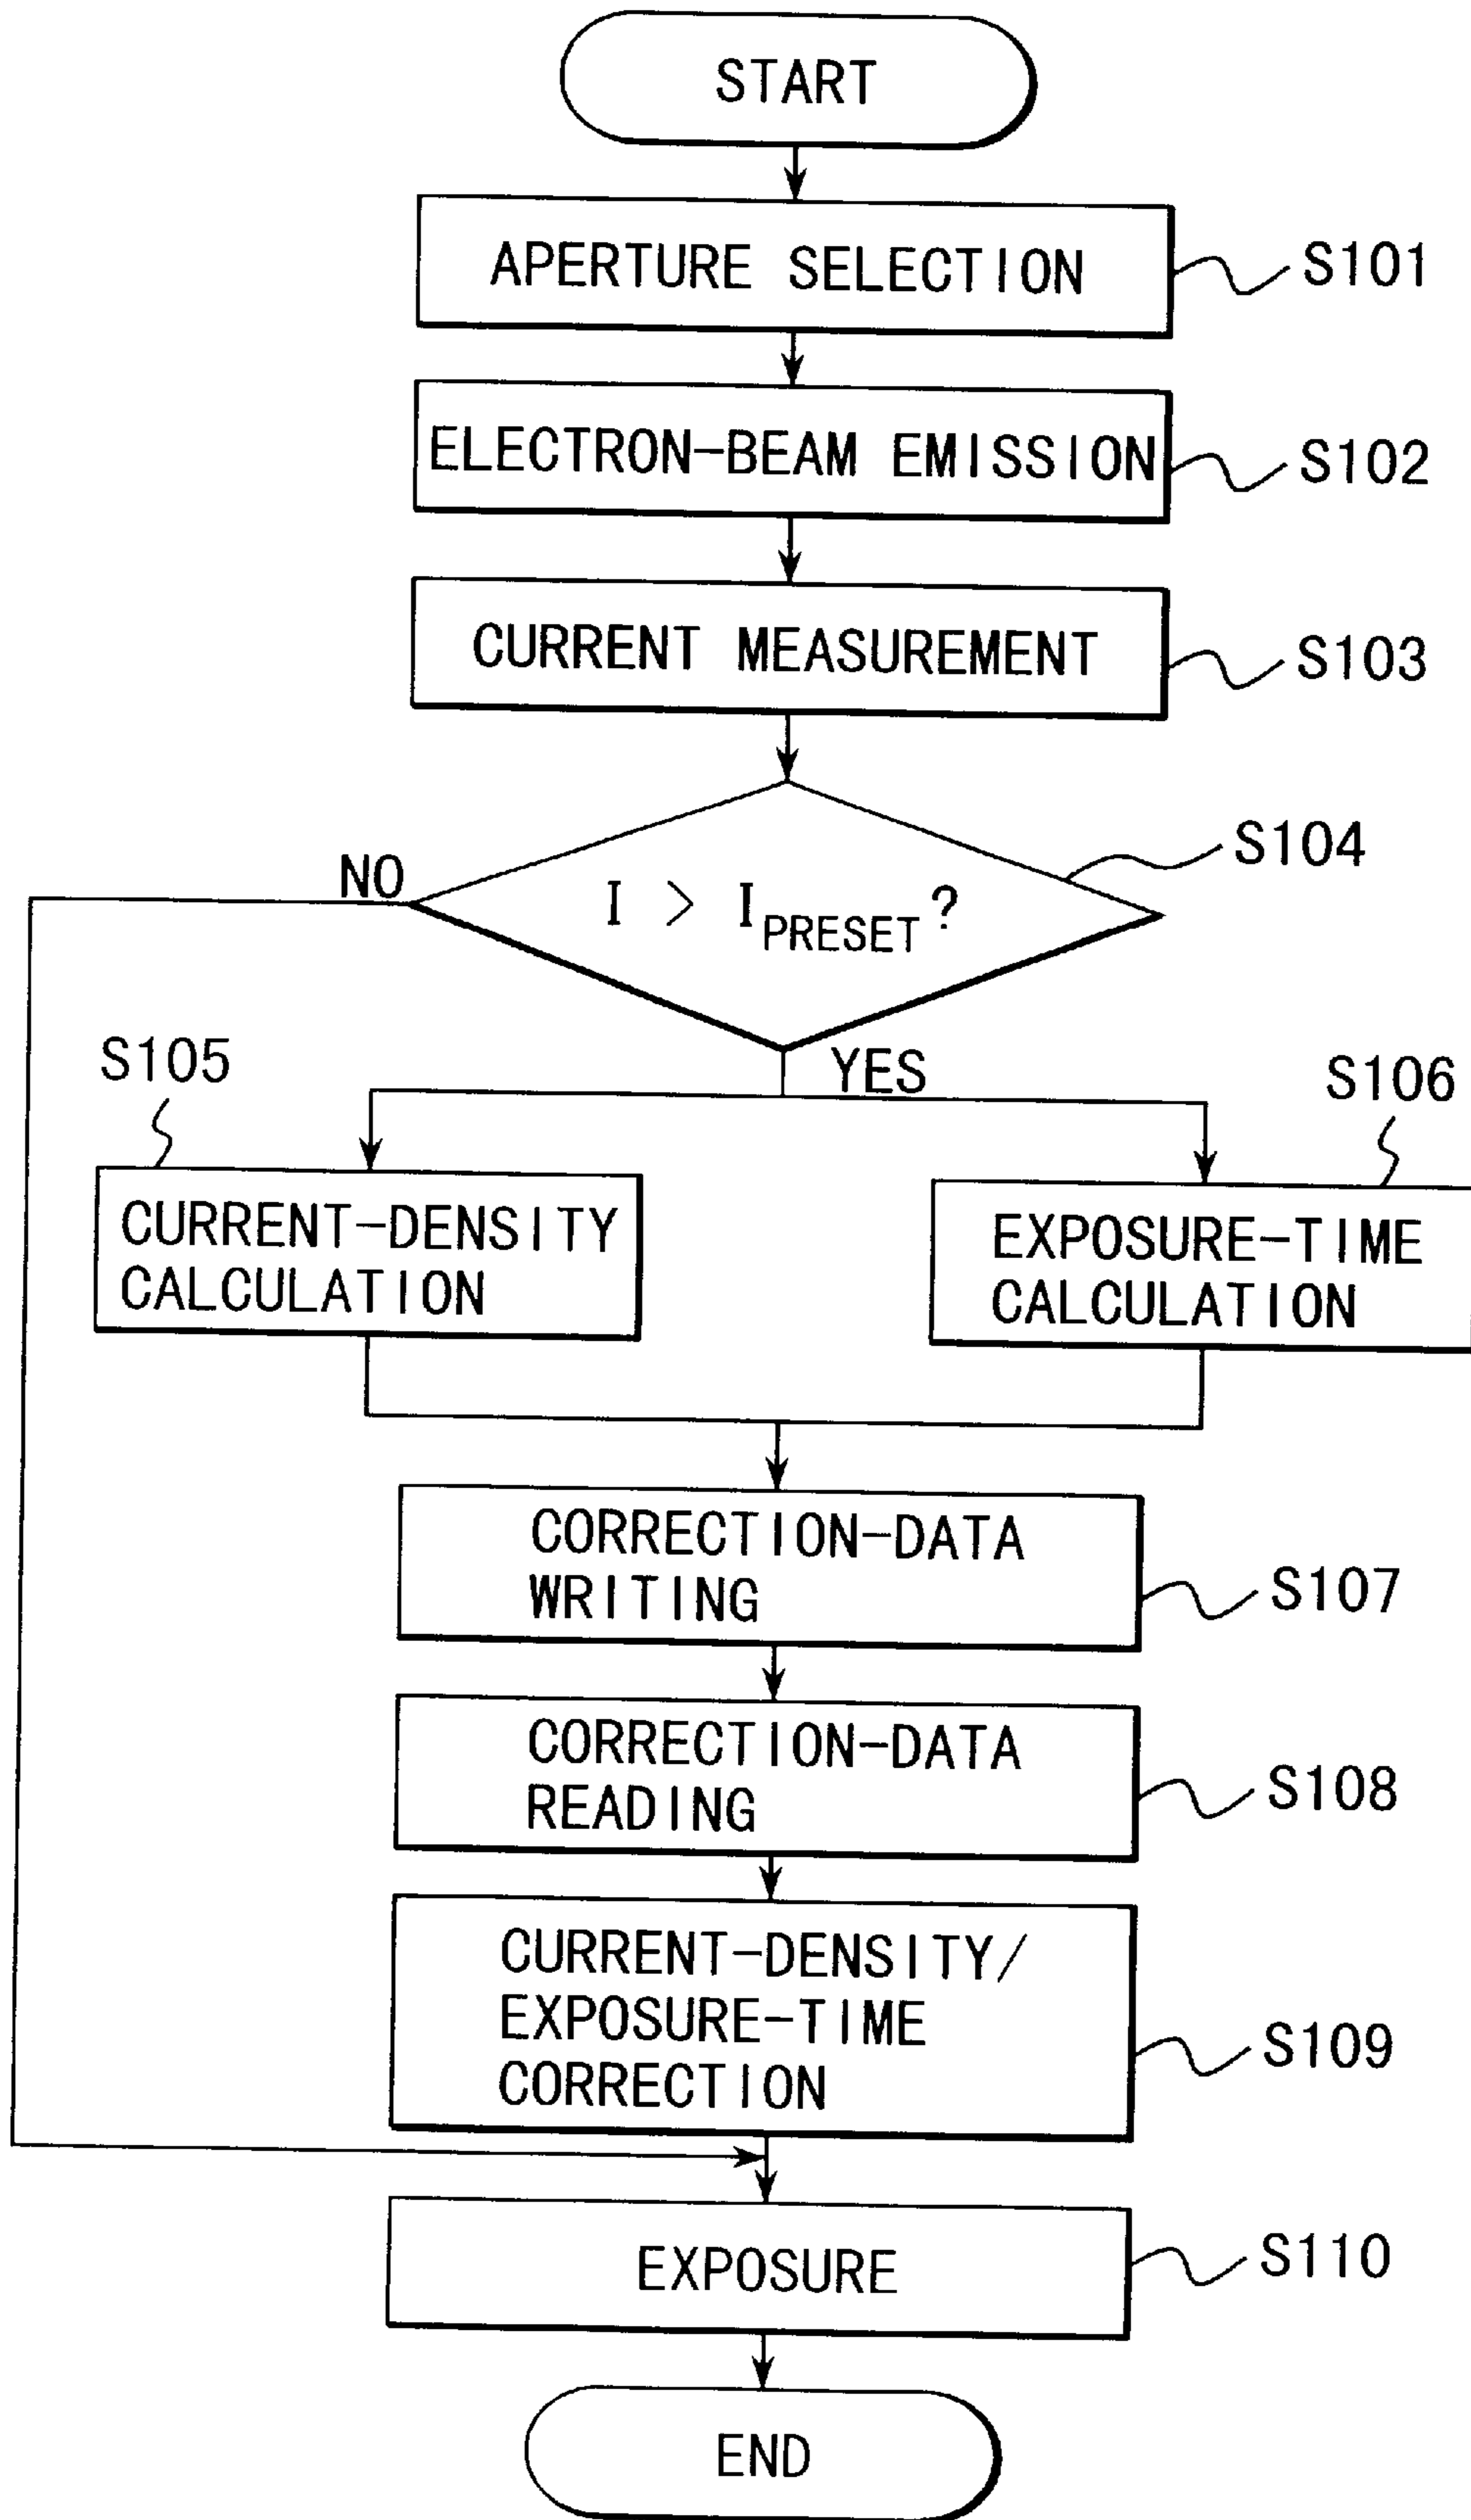 START
APERTURE SELECTION
S101
ELECTRON-BEAM EMISSION
S102
CURRENT MEASUREMENT
S103
S104
NO
I > I PRESET ?
YES
S105
S106
CURRENT-DENSITY
CALCULATION
EXPOSURE-TIME
CALCULATION
CORRECTION-DATA
WRITING
S107
CORRECTION-DATA
READING
S108
CURRENT-DENSITY/
EXPOSURE-TIME
CORRECTION
S109
EXPOSURE
S110
END